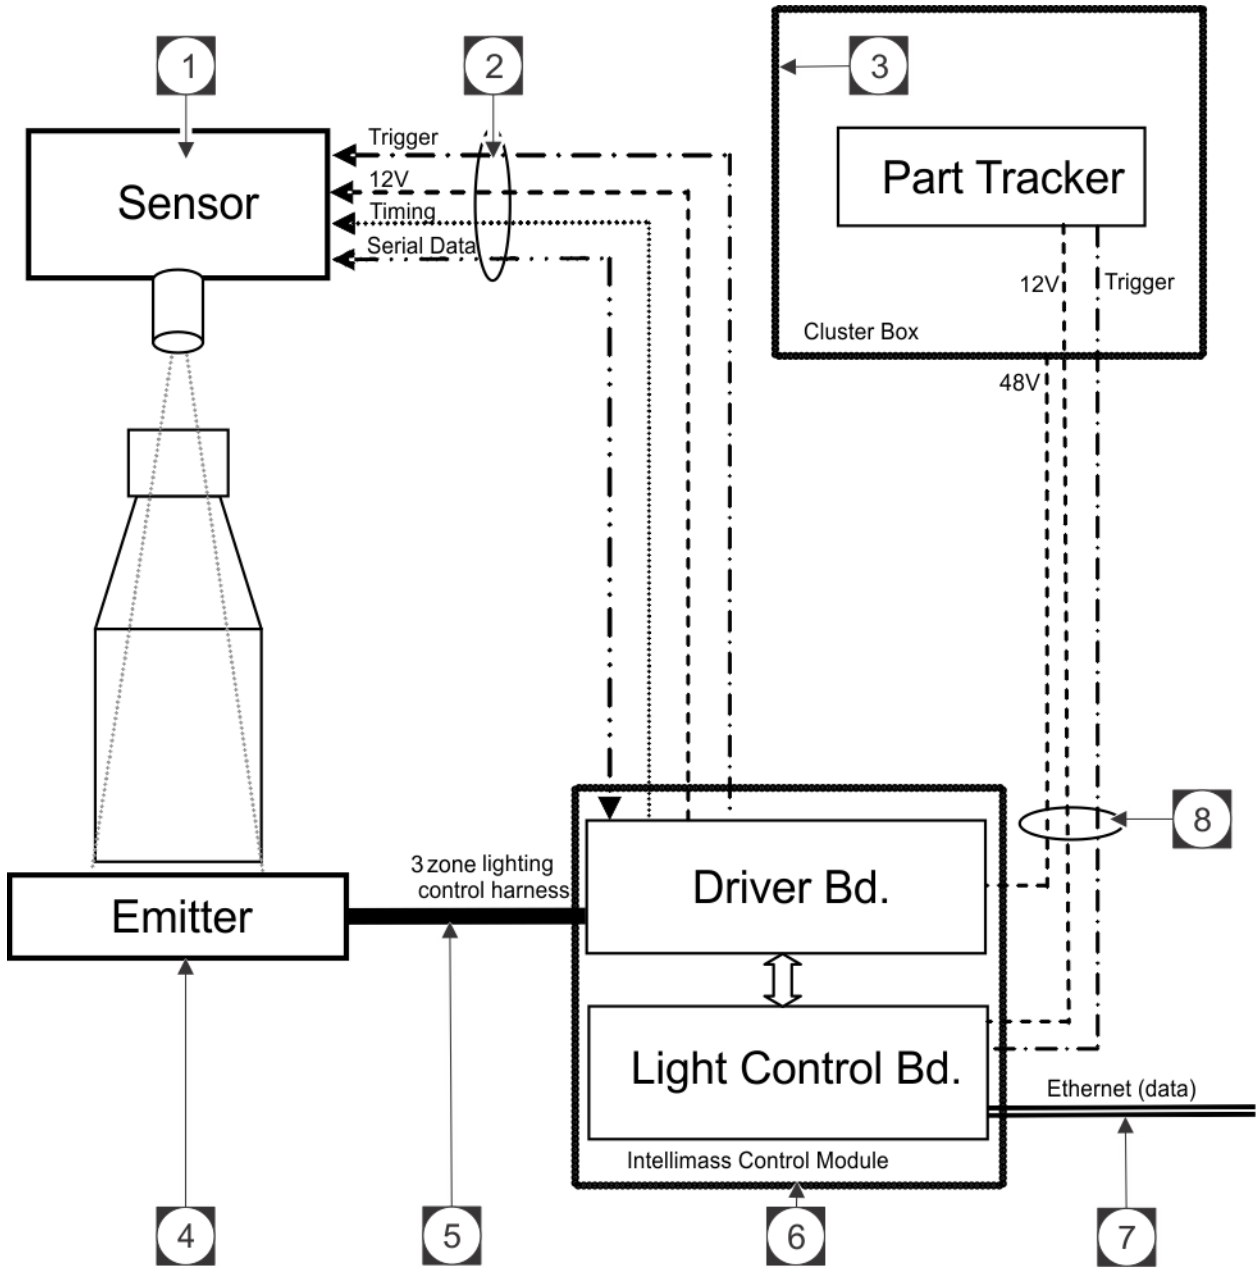 1
2
3
Trigger
12V
Timing
Serial Data
Sensor
Part Tracker
12V
Trigger
Cluster Box
48V
8
3 zone lighting
control harness
Driver Bd.
Emitter
Light Control Bd.
Ethernet (data)
Intellimass Control Module
4
5
6
7